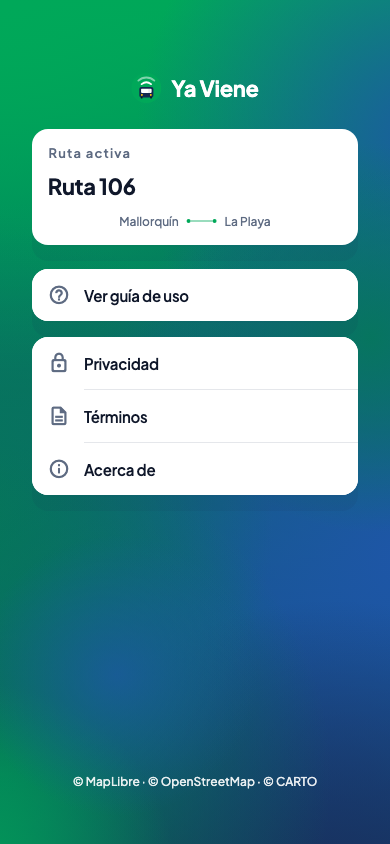 Ya Viene
Ruta activa
Ruta 106
Mallorquín La Playa
Ver guía de uso
Privacidad
Términos
Acerca de
© MapLibre · © OpenStreetMap · © CARTO